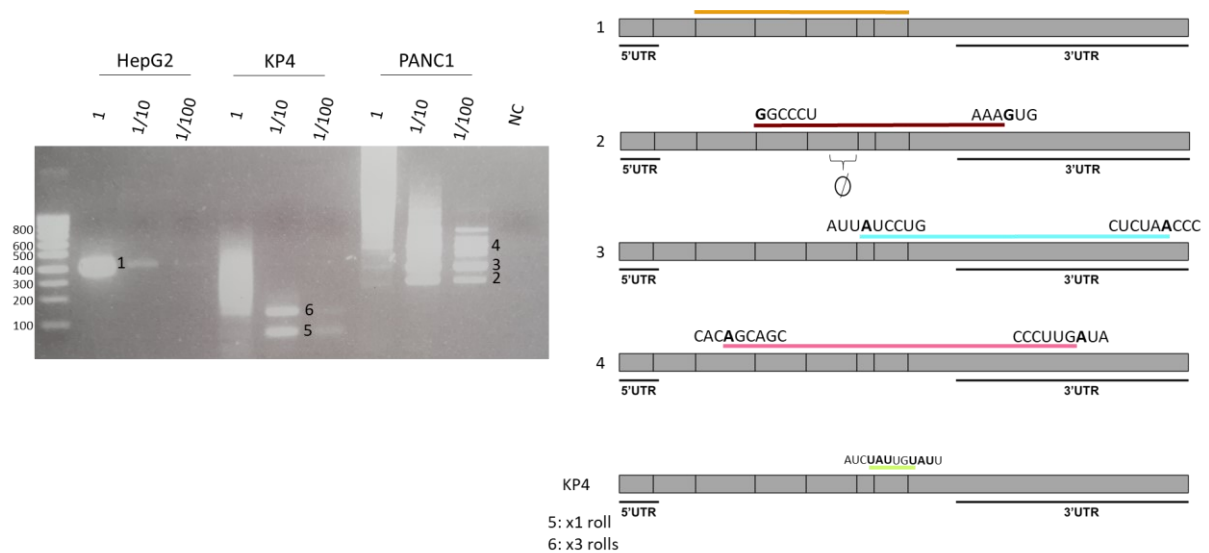 HepG2 KP4 PANC1
1 1/10 1/100 1 1/10 1/100 1 1/10 1/100 NC
800
600
500
400
300
200
100
1
6
5
4
3
2
1
5'UTR 3'UTR
GGCCCU AAAGUG
2
5'UTR 3'UTR
∅
AUUAUCCUG CUCUAACCC
3
5'UTR 3'UTR
CACAGCAGC CCCUUGAUA
4
5'UTR 3'UTR
AUCUAUUGUAUU
KP4
5'UTR 3'UTR
5: x1 roll
6: x3 rolls